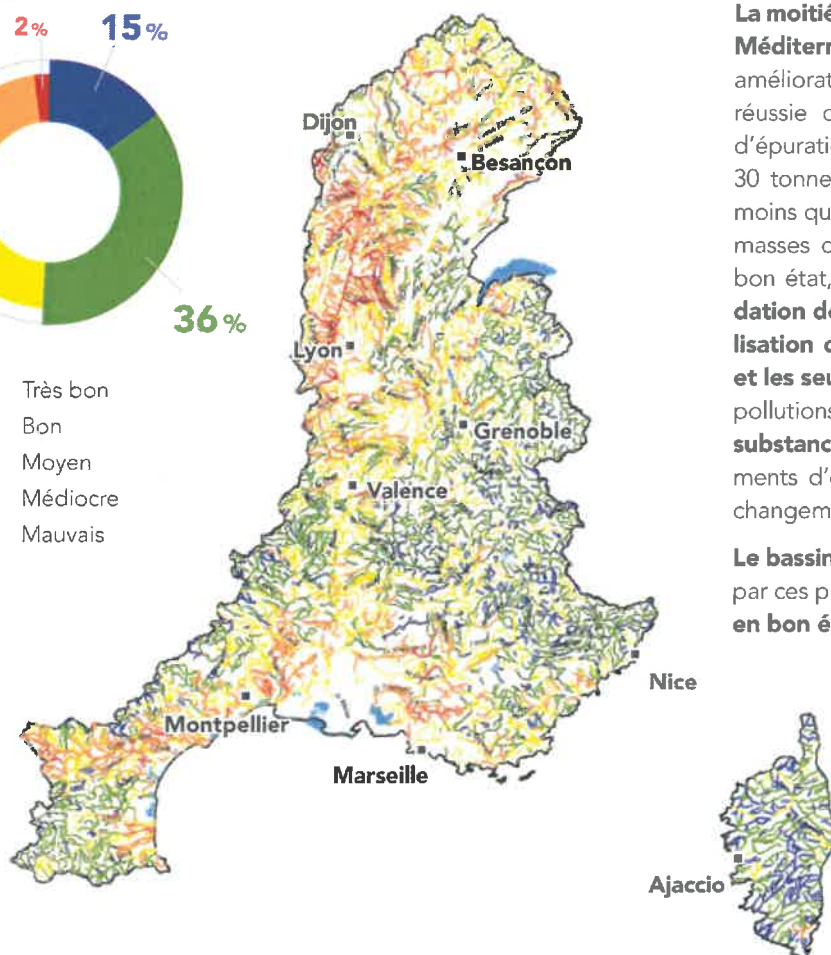 2%
15%
36%
Très bon
Bon
Moyen
Médiocre
Mauvais
Dijon
Besançon
Lyon
Grenoble
Valence
Nice
Montpellier
Marseille
Ajaccio
La moitié
Méditerr
améliorat
réussie
d'épurati
30 tonne
moins qu
masses
bon état,
dation de
lisation
et les seu
pollutions
substanc
ments d'
changem
Le bassin
par ces p
en bon é